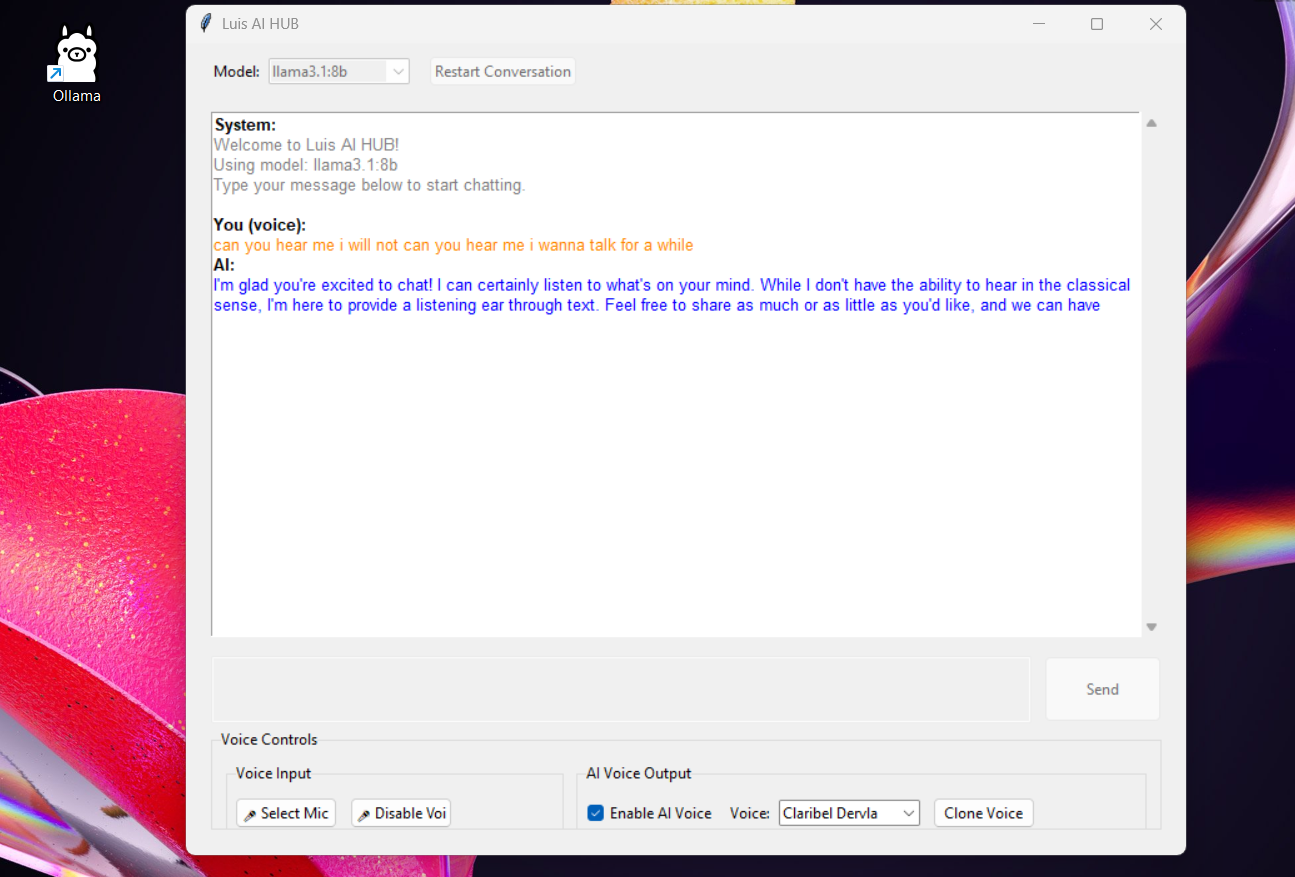 Luis AI HUB
Ollama
Model: llama3.1:8b Restart Conversation
System:
Welcome to Luis AI HUB!
Using model: llama3.1:8b
Type your message below to start chatting.
You (voice):
can you hear me i will not can you hear me i wanna talk for a while
AI:
I'm glad you're excited to chat! I can certainly listen to what's on your mind. While I don't have the ability to hear in the classical
sense, I'm here to provide a listening ear through text. Feel free to share as much or as little as you'd like, and we can have
Send
Voice Controls
Voice Input
Select Mic Disable Voi
AI Voice Output
Enable AI Voice Voice: Claribel Dervla Clone Voice